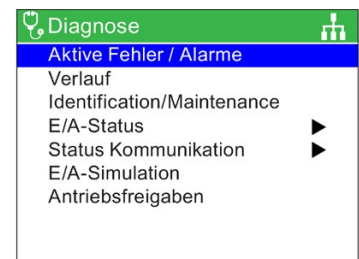 Diagnose
Aktive Fehler / Alarme
Verlauf
Identification/Maintenance
E/A-Status
Status Kommunikation
E/A-Simulation
Antriebsfreigaben